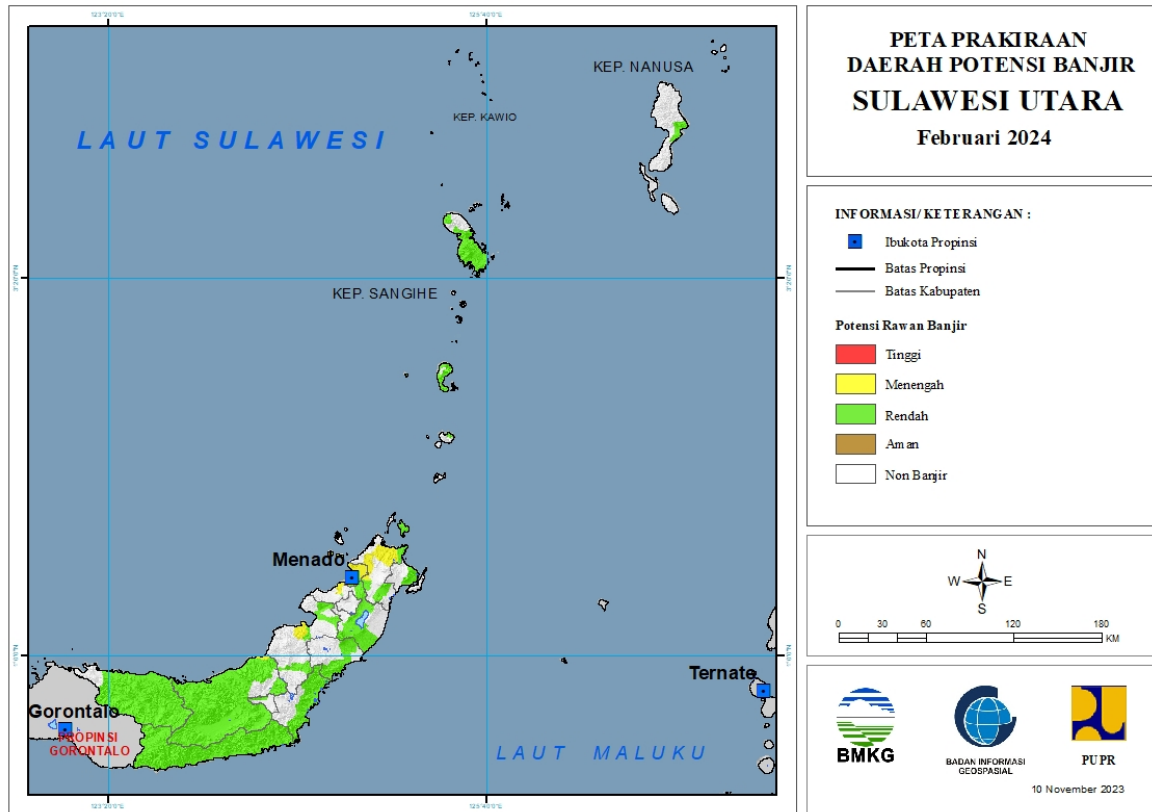 PETA PRAKIRAAN
DAERAH POTENSI BANJIR
SULAWESI UTARA
Februari 2024
INFORMASI/ KETERANGAN :
Ibukota Propinsi
Batas Propinsi
Batas Kabupaten
Potensi Rawan Banjir
Tinggi
Menengah
Rendah
Aman
Non Banjir
N
W E
S
0 30 60 120 180
KM
BMKG
BADAN INFORMASI
GEOSPASIAL
PUPR
10 November 2023
KEP. NANUSA
KEP. KAWIO
LAUT SULAWESI
KEP. SANGIHE
Menado
Ternate
Gorontalo
PROPINSI
GORONTALO
LAUT MALUKU